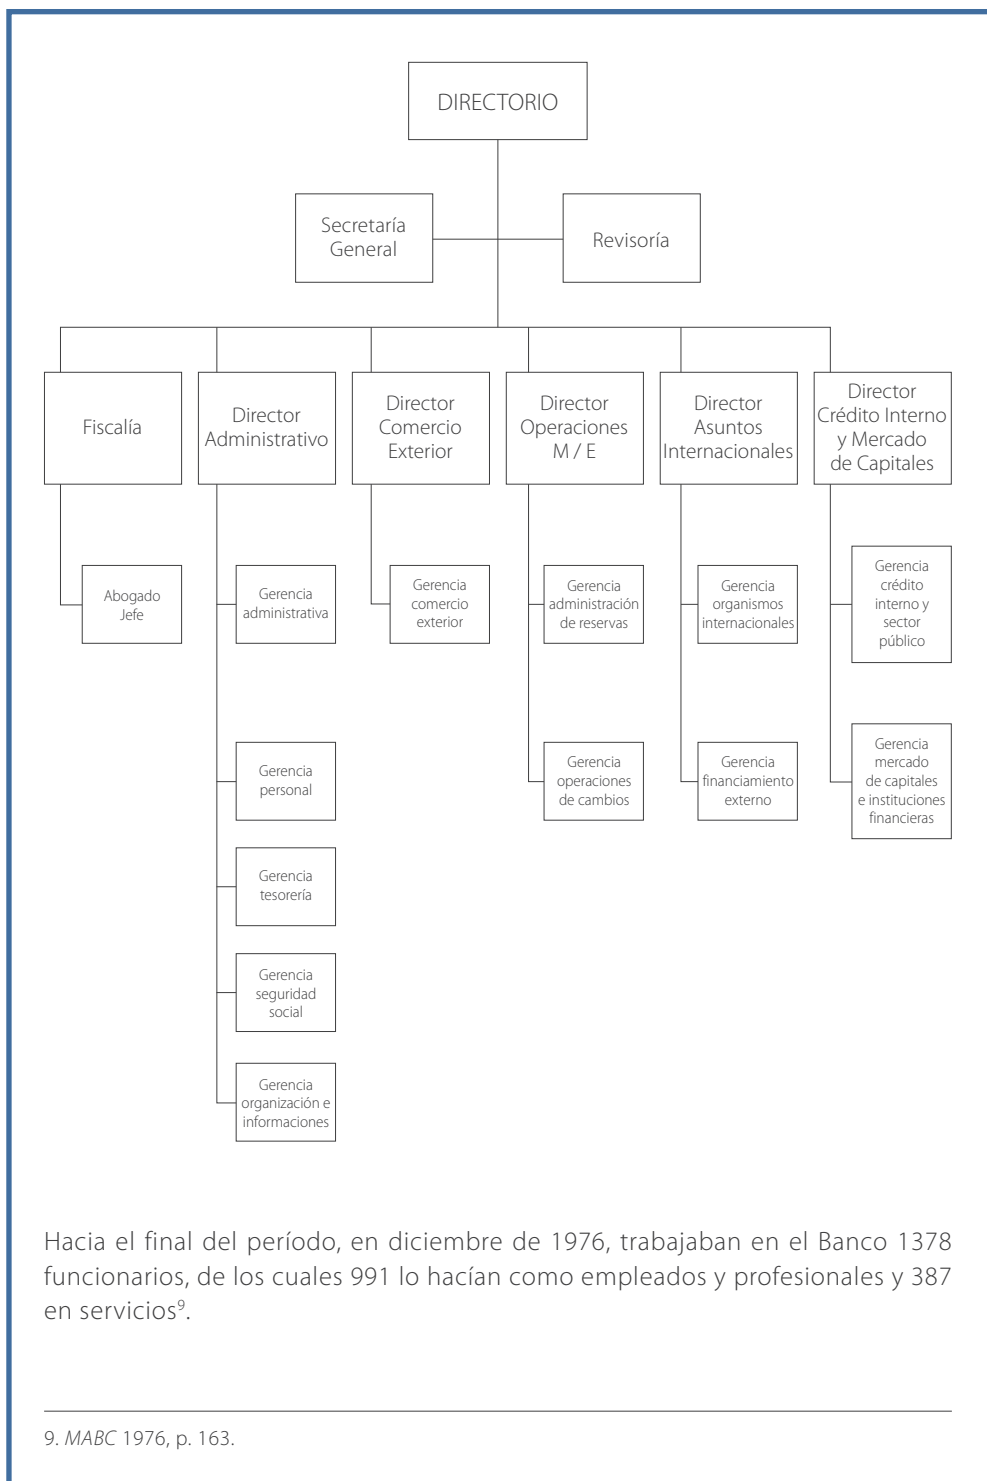 DIRECTORIO
Secretaría
General
Revisoría
Fiscalía
Director
Administrativo
Director
Comercio
Exterior
Director
Operaciones
M / E
Director
Asuntos
Internacionales
Director
Crédito Interno
y Mercado
de Capitales
Abogado
Jefe
Gerencia
administrativa
Gerencia
comercio
exterior
Gerencia
administración
de reservas
Gerencia
organismos
internacionales
Gerencia
crédito
interno y
sector
público
Gerencia
personal
Gerencia
operaciones
de cambios
Gerencia
financiamiento
externo
Gerencia
mercado
de capitales
e instituciones
financieras
Gerencia
tesorería
Gerencia
seguridad
social
Gerencia
organización e
informaciones
Hacia el final del período, en diciembre de 1976, trabajaban en el Banco 1378
funcionarios, de los cuales 991 lo hacían como empleados y profesionales y 387
en servicios⁹.
9. MABC 1976, p. 163.